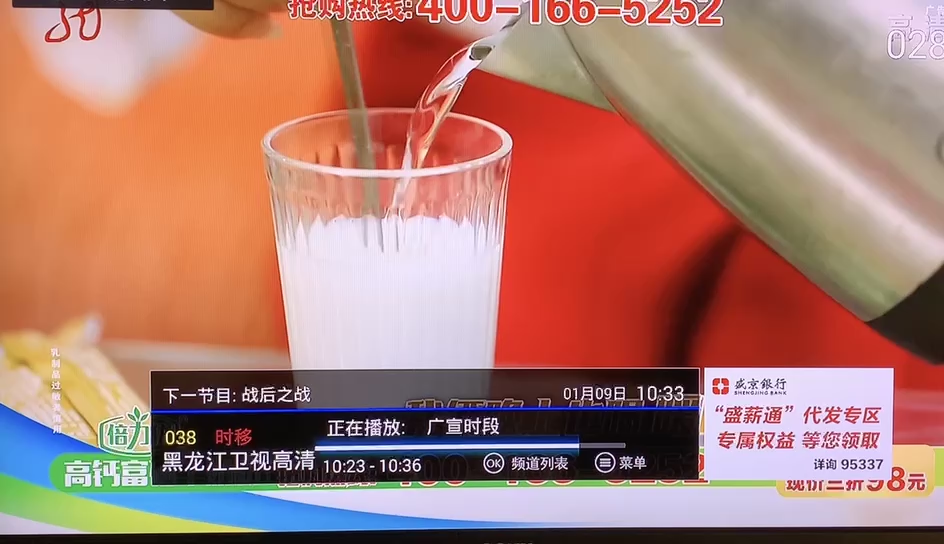 抢购热线:400-166-5252
高清
028
下一节目: 战后之战
01月09日 10:33
038 时移
正在播放: 广宣时段
黑龙江卫视高清
10:23 - 10:36
OK 频道列表
菜单
盛京银行
SHENGJING BANK
“盛薪通” 代发专区
专属权益 等您领取
详询 95337
倍力
高钙富
现价三折98元